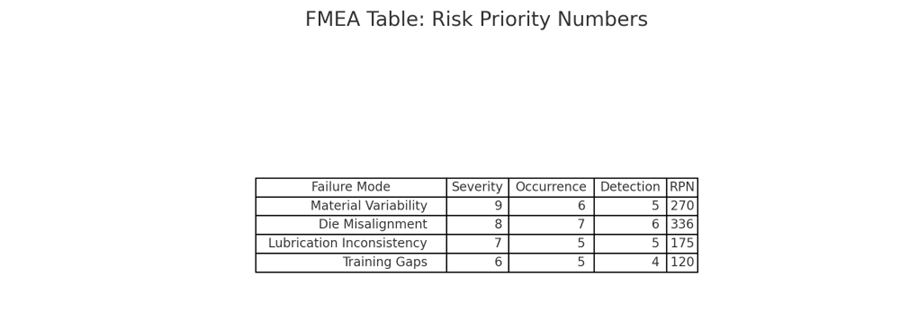 FMEA Table: Risk Priority Numbers
Failure Mode Severity Occurrence Detection RPN
Material Variability 9 6 5 270
Die Misalignment 8 7 6 336
Lubrication Inconsistency 7 5 5 175
Training Gaps 6 5 4 120